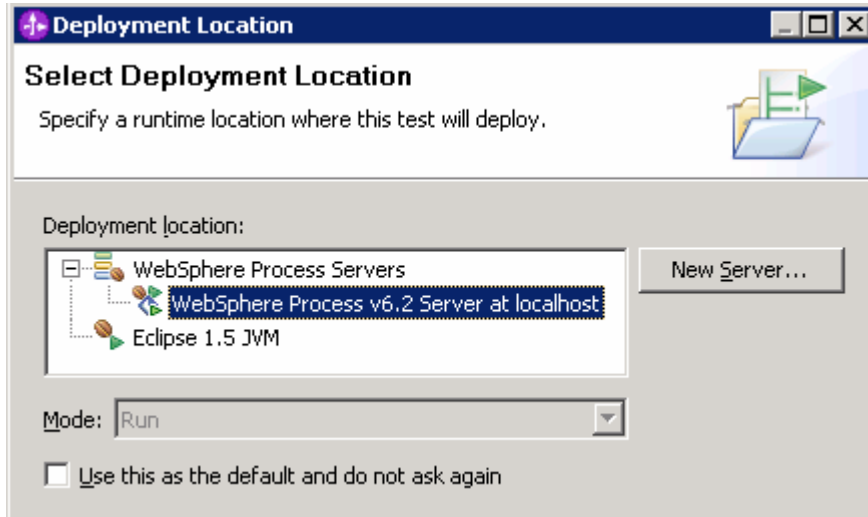 Deployment Location
Select Deployment Location
Specify a runtime location where this test will deploy.
Deployment location:
WebSphere Process Servers
New Server...
WebSphere Process v6.2 Server at localhost
Eclipse 1.5 JVM
Mode: Run
Use this as the default and do not ask again